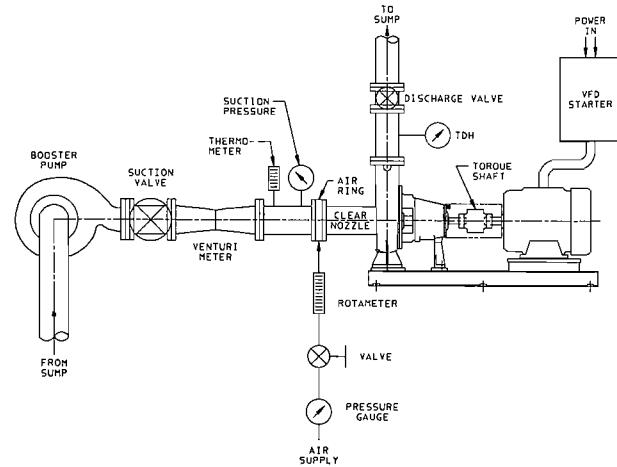 TO
SUMP
POWER
IN
VFD
STARTER
SUCTION
PRESSURE
DISCHARGE VALVE
THERMO-
METER
TDH
BOOSTER
PUMP
SUCTION
VALVE
AIR
RING
TORQUE
SHAFT
CLEAR
NOZZLE
VENTURI
METER
ROTAMETER
FROM
SUMP
VALVE
PRESSURE
GAUGE
AIR
SUPPLY